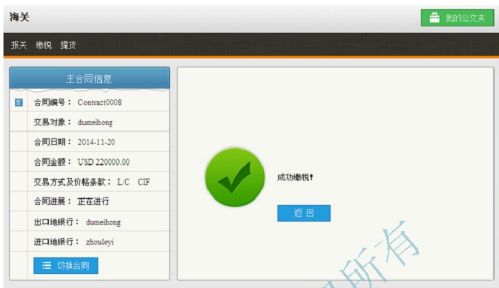 海关
我的公文夹
报关 缴税 提货
主合同信息
合同编号： Contract0008
交易对象： dumeihong
合同日期： 2014-11-20
合同金额： USD 220000.00
交易方式及价格条款： L/C CIF
合同进展： 正在进行
出口地银行： dumeihong
进口地银行： zhouleyi
切换合同
成功缴税！
返 回
所有